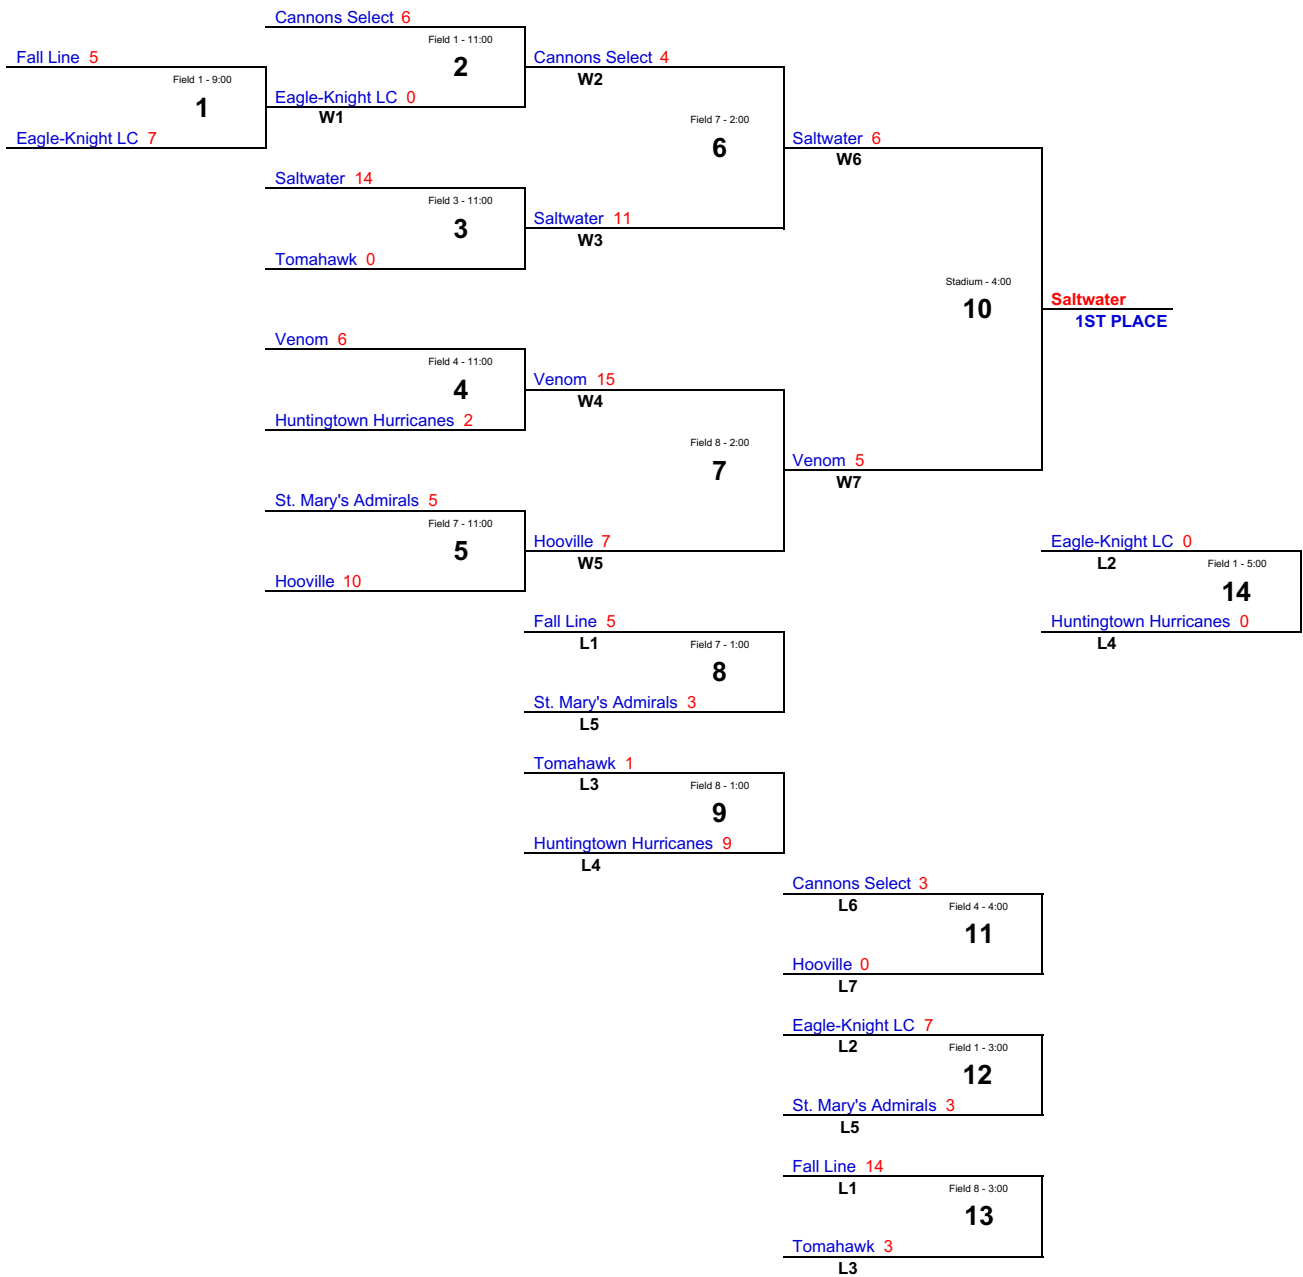 Cannons Select 6
Field 1 - 11:00
Fall Line 5
Cannons Select 4
Field 1 - 9:00
2
W2
1
Eagle-Knight LC 0
W1
Field 7 - 2:00
Eagle-Knight LC 7
6
Saltwater 6
W6
Saltwater 14
Field 3 - 11:00
3
Saltwater 11
W3
Tomahawk 0
Stadium - 4:00
10
Saltwater
1ST PLACE
Venom 6
Field 4 - 11:00
4
Venom 15
W4
Huntingtown Hurricanes 2
Field 8 - 2:00
7
Venom 5
W7
St. Mary's Admirals 5
Field 7 - 11:00
5
Hooville 7
W5
Eagle-Knight LC 0
L2
Field 1 - 5:00
Hooville 10
14
Fall Line 5
L1
Huntingtown Hurricanes 0
L4
Field 7 - 1:00
8
St. Mary's Admirals 3
L5
Tomahawk 1
L3
Field 8 - 1:00
9
Huntingtown Hurricanes 9
L4
Cannons Select 3
L6
Field 4 - 4:00
11
Hooville 0
L7
Eagle-Knight LC 7
L2
Field 1 - 3:00
12
St. Mary's Admirals 3
L5
Fall Line 14
L1
Field 8 - 3:00
13
Tomahawk 3
L3